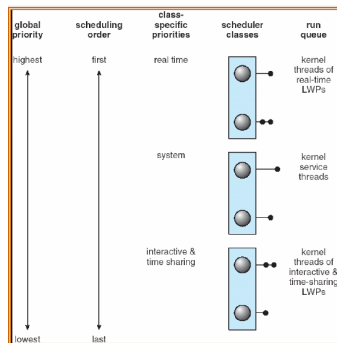 global priority
scheduling order
class-specific priorities
scheduler classes
run queue
highest
first
real time
kernel
threads of
real-time
LWPs
system
kernel
service
threads
interactive &
time sharing
kernel
threads of
interactive &
time-sharing
LWPs
lowest
last